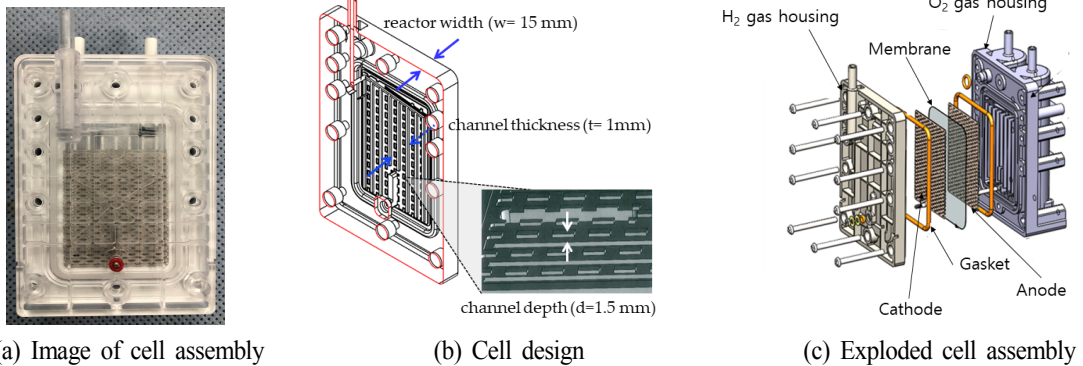 reactor width (w= 15 mm)
channel thickness (t= 1mm)
channel depth (d=1.5 mm)
H₂ gas housing
O₂ gas housing
Membrane
Gasket
Cathode
Anode
(a) Image of cell assembly
(b) Cell design
(c) Exploded cell assembly